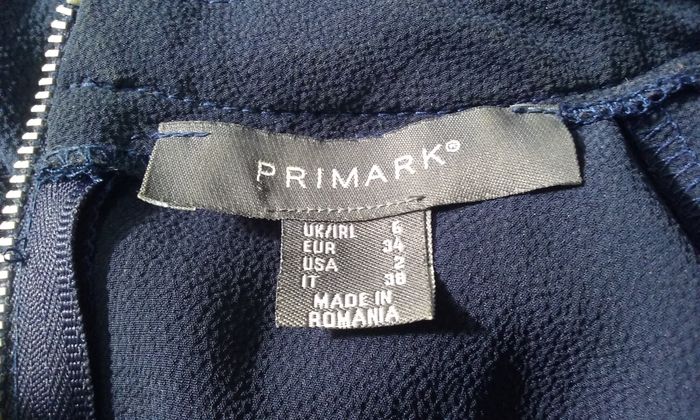 PRIMARK®
UK/IRL 6
EUR 34
USA 2
IT 38
MADE IN
ROMANIA